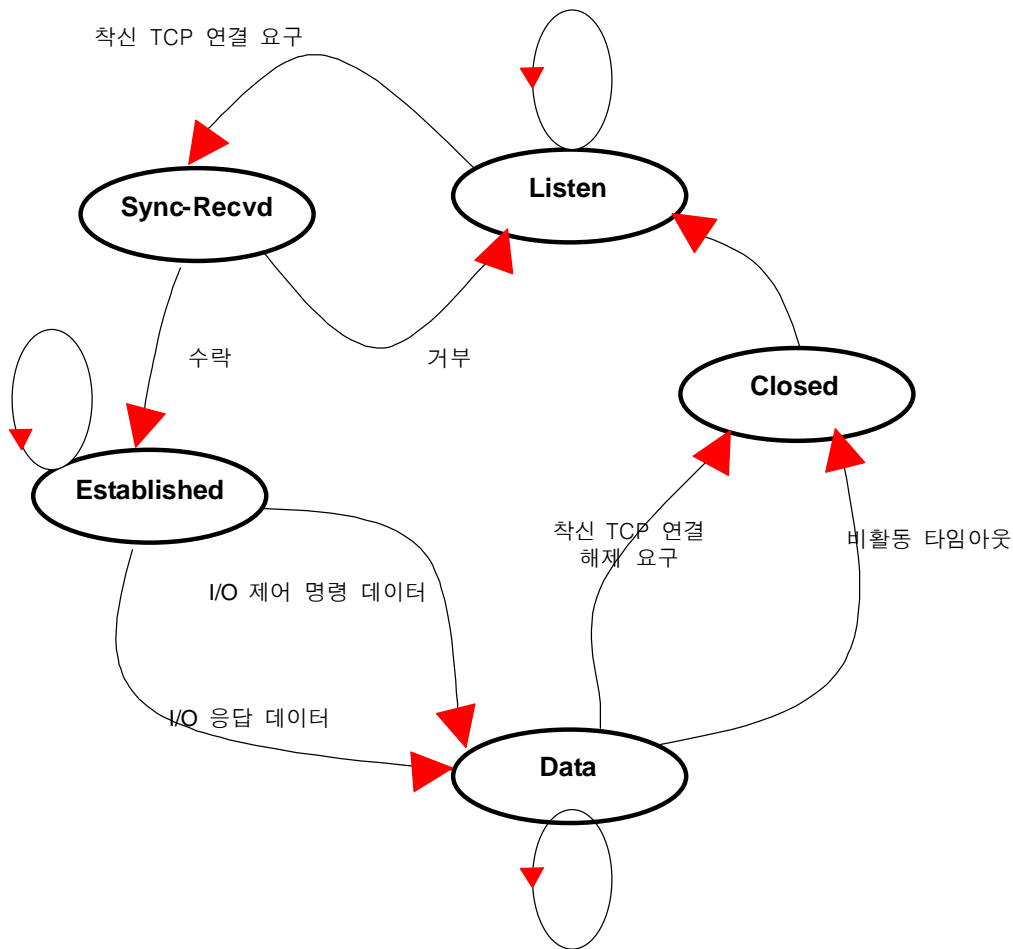 착신 TCP 연결 요구
Listen
Sync-Recvd
수락
거부
Closed
Established
착신 TCP 연결
해제 요구
비활동 타임아웃
I/O 제어 명령 데이터
I/O 응답 데이터
Data